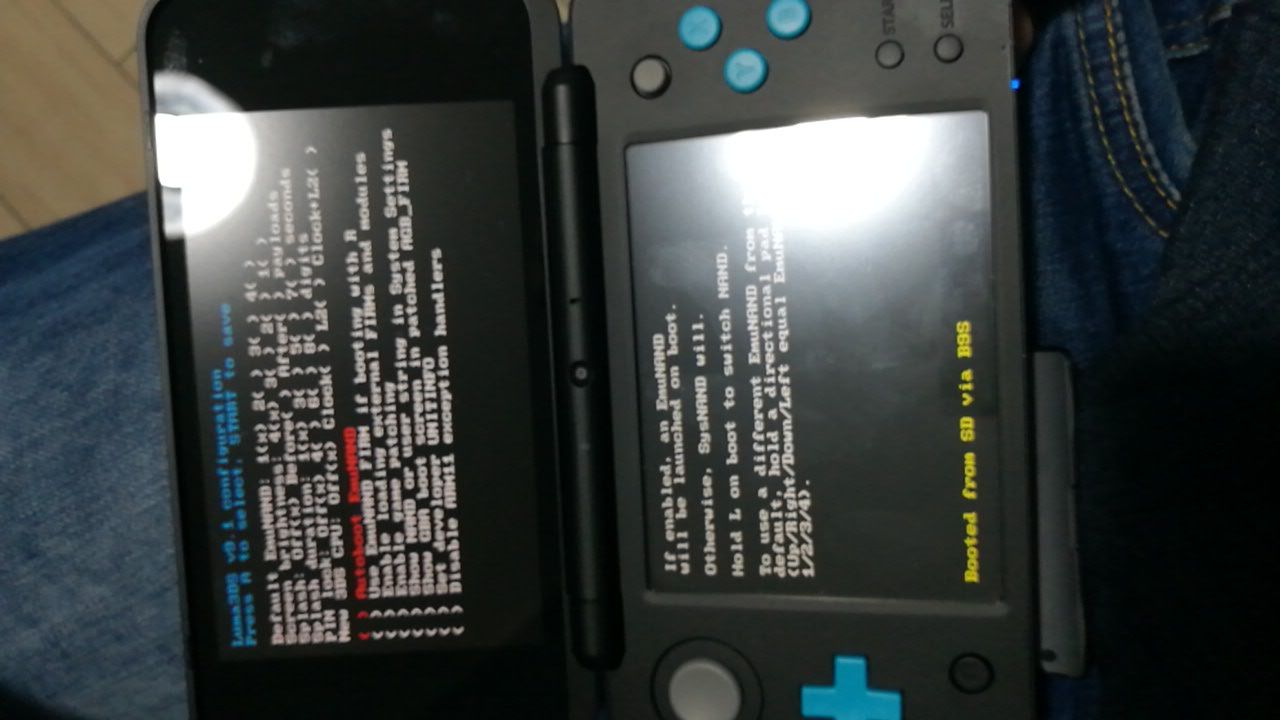 Luma3DS v9.1 configuration
Press A to select, START to save
Default EmuNAND: 1(x) 2( ) 3( ) 4( )
Screen brightness: 4(x) 3( ) 2( ) 1( )
Splash: Off(x) Before( ) After( ) payloads
Splash duration: 1(x) 3( ) 5( ) 7( ) seconds
PIN lock: Off(x) 4( ) 6( ) 8( ) digits
New 3DS CPU: Off(x) Clock( ) L2( ) Clock+L2( )
( ) Autoboot EmuNAND
( ) Use EmuNAND FIRM if booting with R
( ) Enable loading external FIRMs and modules
( ) Enable game patching
( ) Show NAND or user string in System Settings
( ) Show GBA boot screen in patched AGB_FIRM
( ) Set developer UNITINFO
( ) Disable ARM11 exception handlers
If enabled, an EmuNAND
will be launched on boot.
Otherwise, SysNAND will.
Hold L on boot to switch NAND.
To use a different EmuNAND from
default, hold a directional pad
(Up/Right/Down/Left equal
1/2/3/4).
Booted from SD via B9S
Y